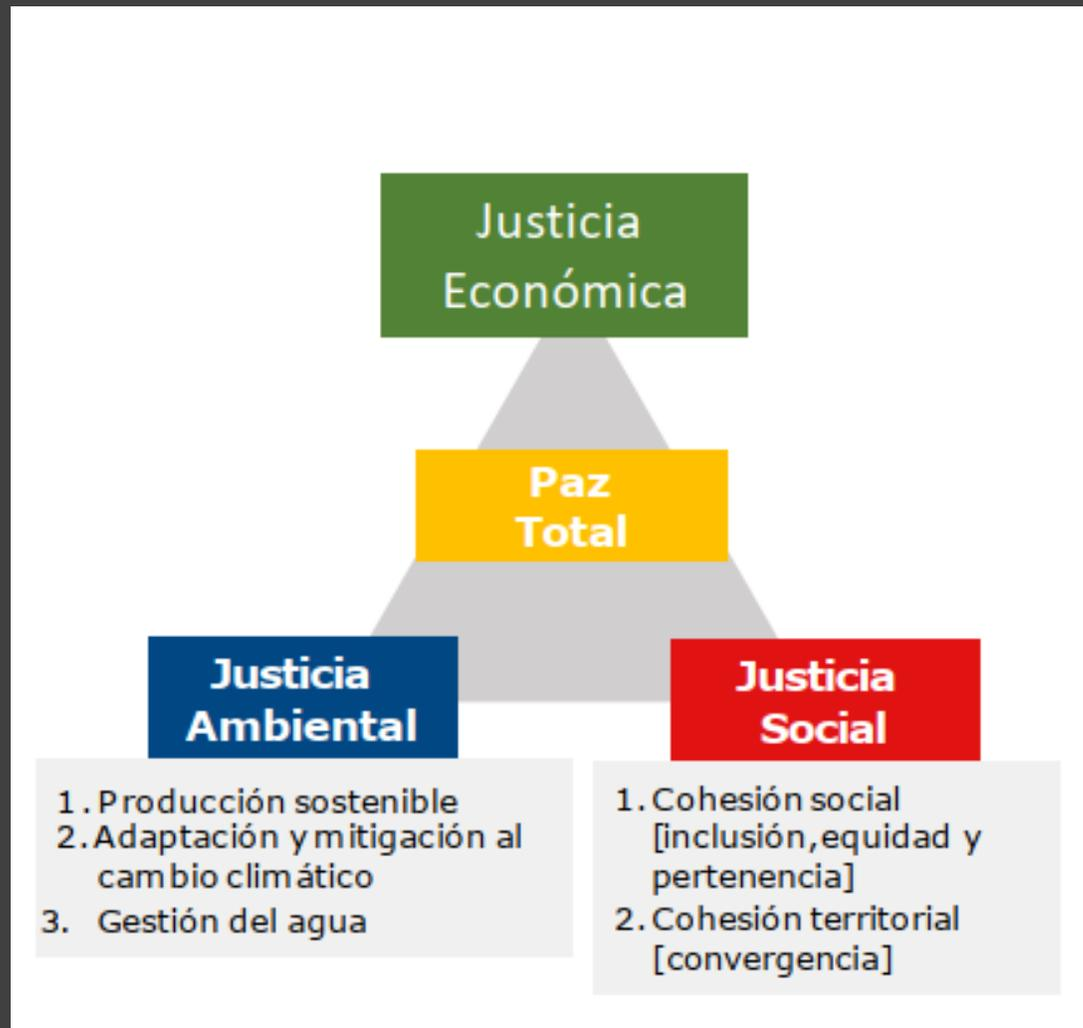 Justicia
Económica
Paz
Total
Justicia
Ambiental
1. Producción sostenible
2. Adaptación y mitigación al
cambio climático
3. Gestión del agua
Justicia
Social
1. Cohesión social
[inclusión, equidad y
pertenencia]
2. Cohesión territorial
[convergencia]